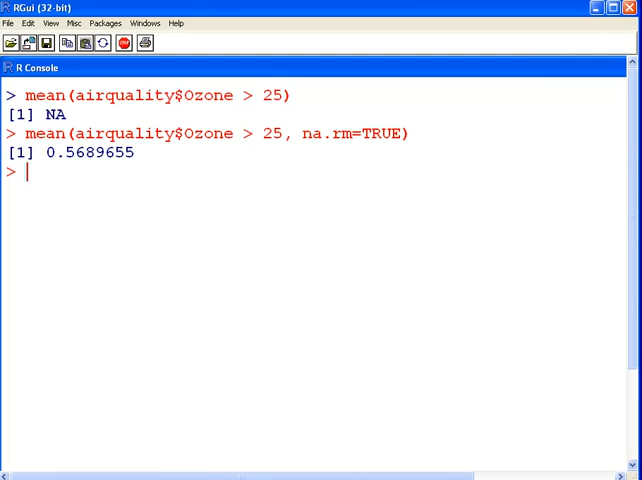 RGui (32-bit)
File Edit View Misc Packages Windows Help
STOP
R Console
> mean(airquality$Ozone > 25)
[1] NA
> mean(airquality$Ozone > 25, na.rm=TRUE)
[1] 0.5689655
>